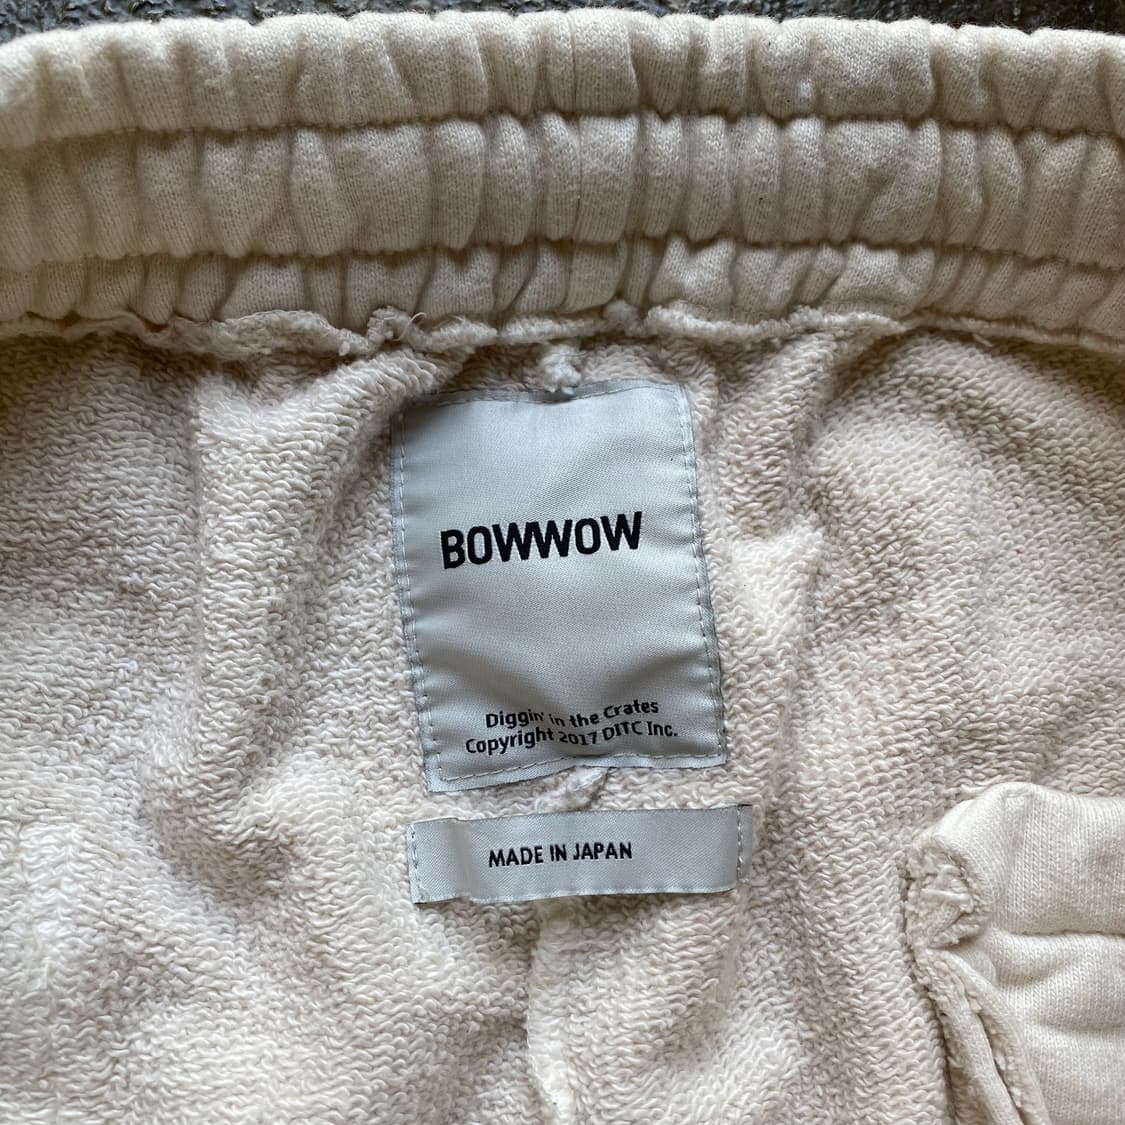 BOWWOW
Diggin' in the Crates
Copyright 2017 DITC Inc.
MADE IN JAPAN